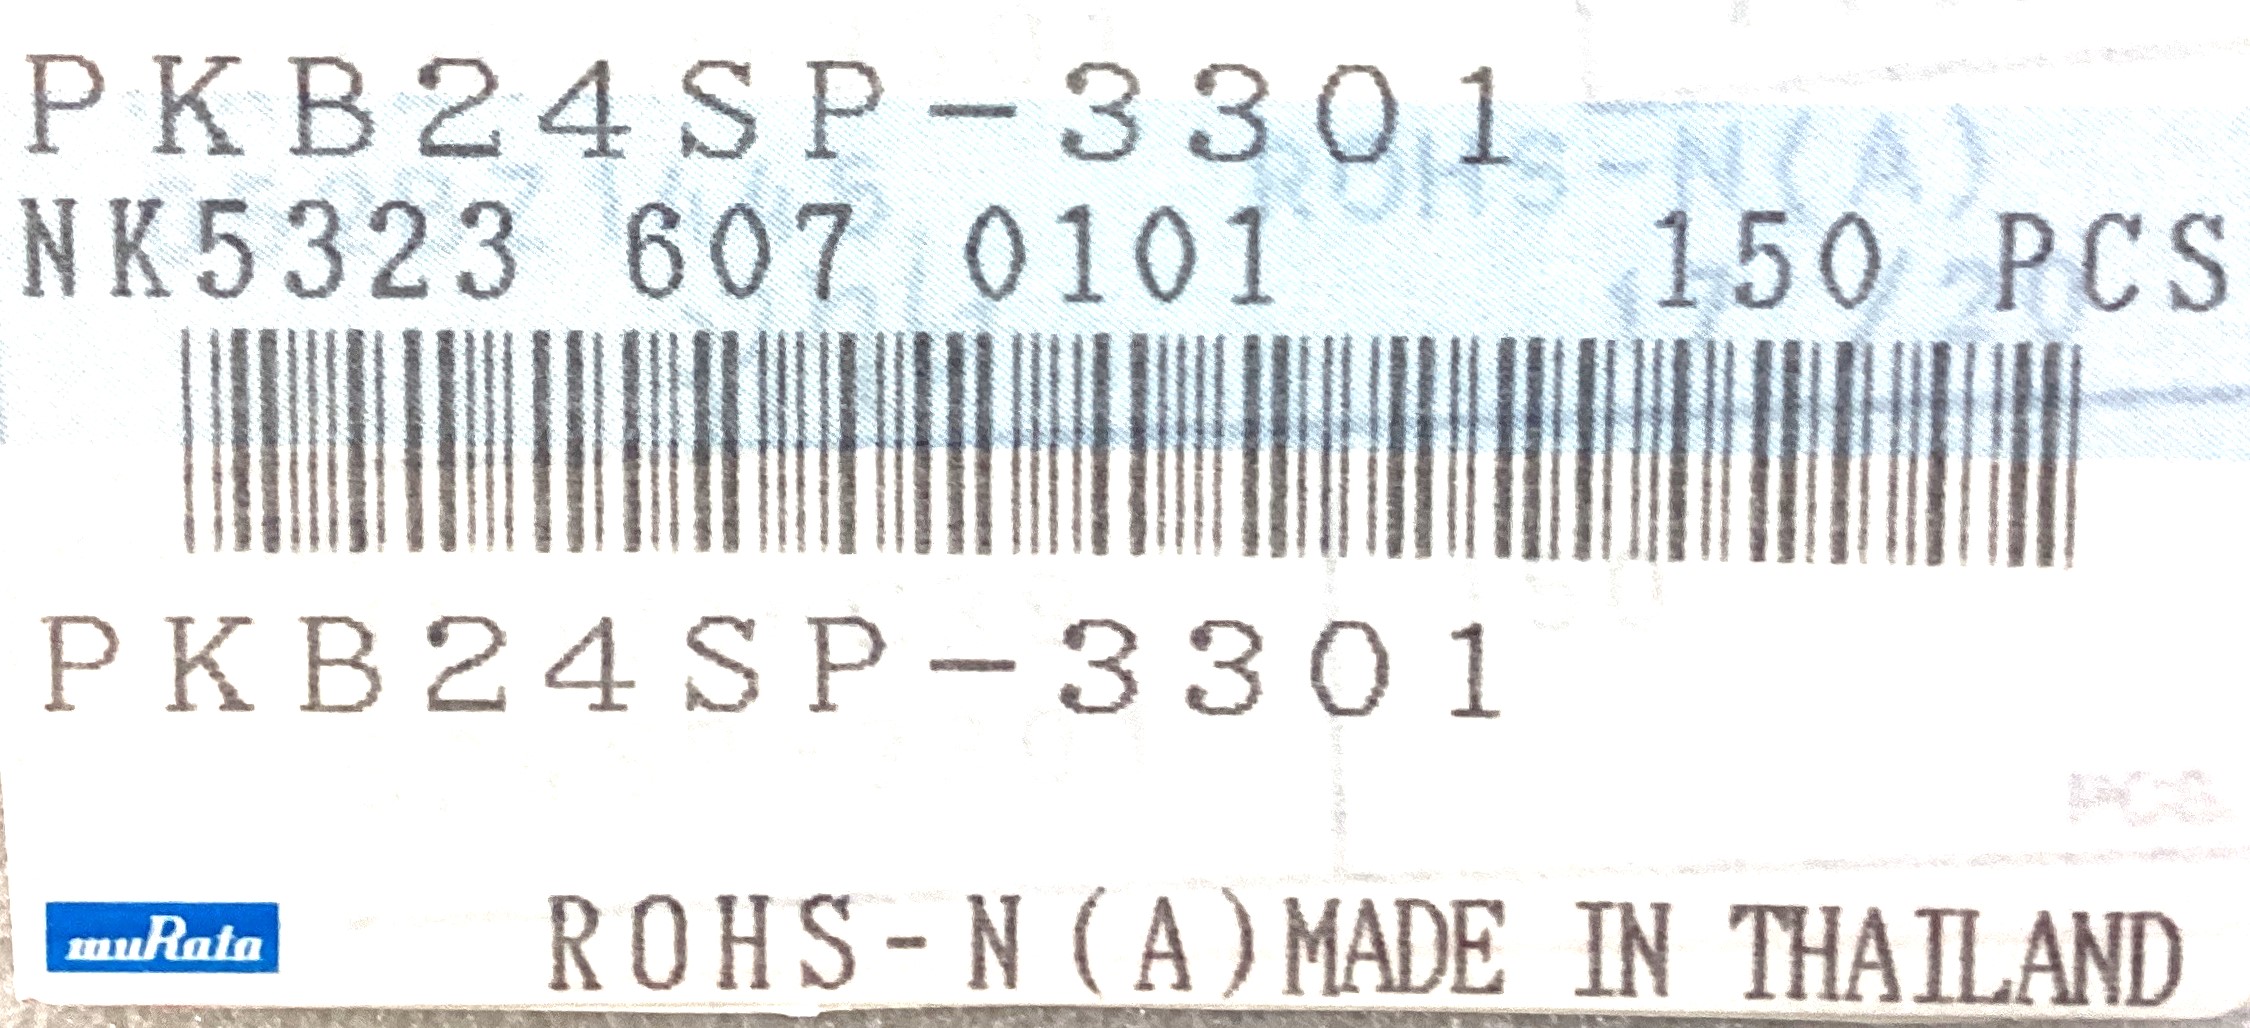 PKB24SP-3301
NK5323 607 0101 150 PCS
PKB24SP-3301
muRata ROHS-N(A)MADE IN THAILAND